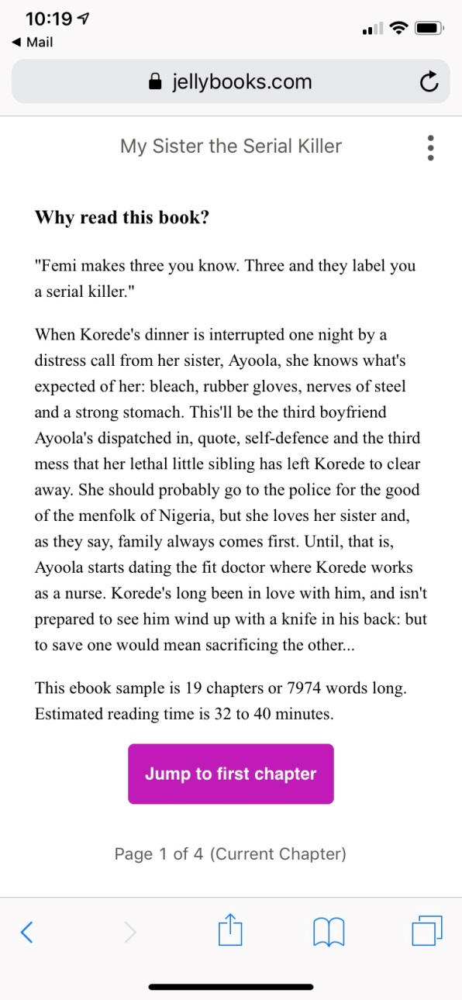 10:19
Mail
jellybooks.com
My Sister the Serial Killer
Why read this book?
"Femi makes three you know. Three and they label you
a serial killer."
When Korede's dinner is interrupted one night by a
distress call from her sister, Ayoola, she knows what's
expected of her: bleach, rubber gloves, nerves of steel
and a strong stomach. This'll be the third boyfriend
Ayoola's dispatched in, quote, self-defence and the third
mess that her lethal little sibling has left Korede to clear
away. She should probably go to the police for the good
of the menfolk of Nigeria, but she loves her sister and,
as they say, family always comes first. Until, that is,
Ayoola starts dating the fit doctor where Korede works
as a nurse. Korede's long been in love with him, and isn't
prepared to see him wind up with a knife in his back: but
to save one would mean sacrificing the other...
This ebook sample is 19 chapters or 7974 words long.
Estimated reading time is 32 to 40 minutes.
Jump to first chapter
Page 1 of 4 (Current Chapter)